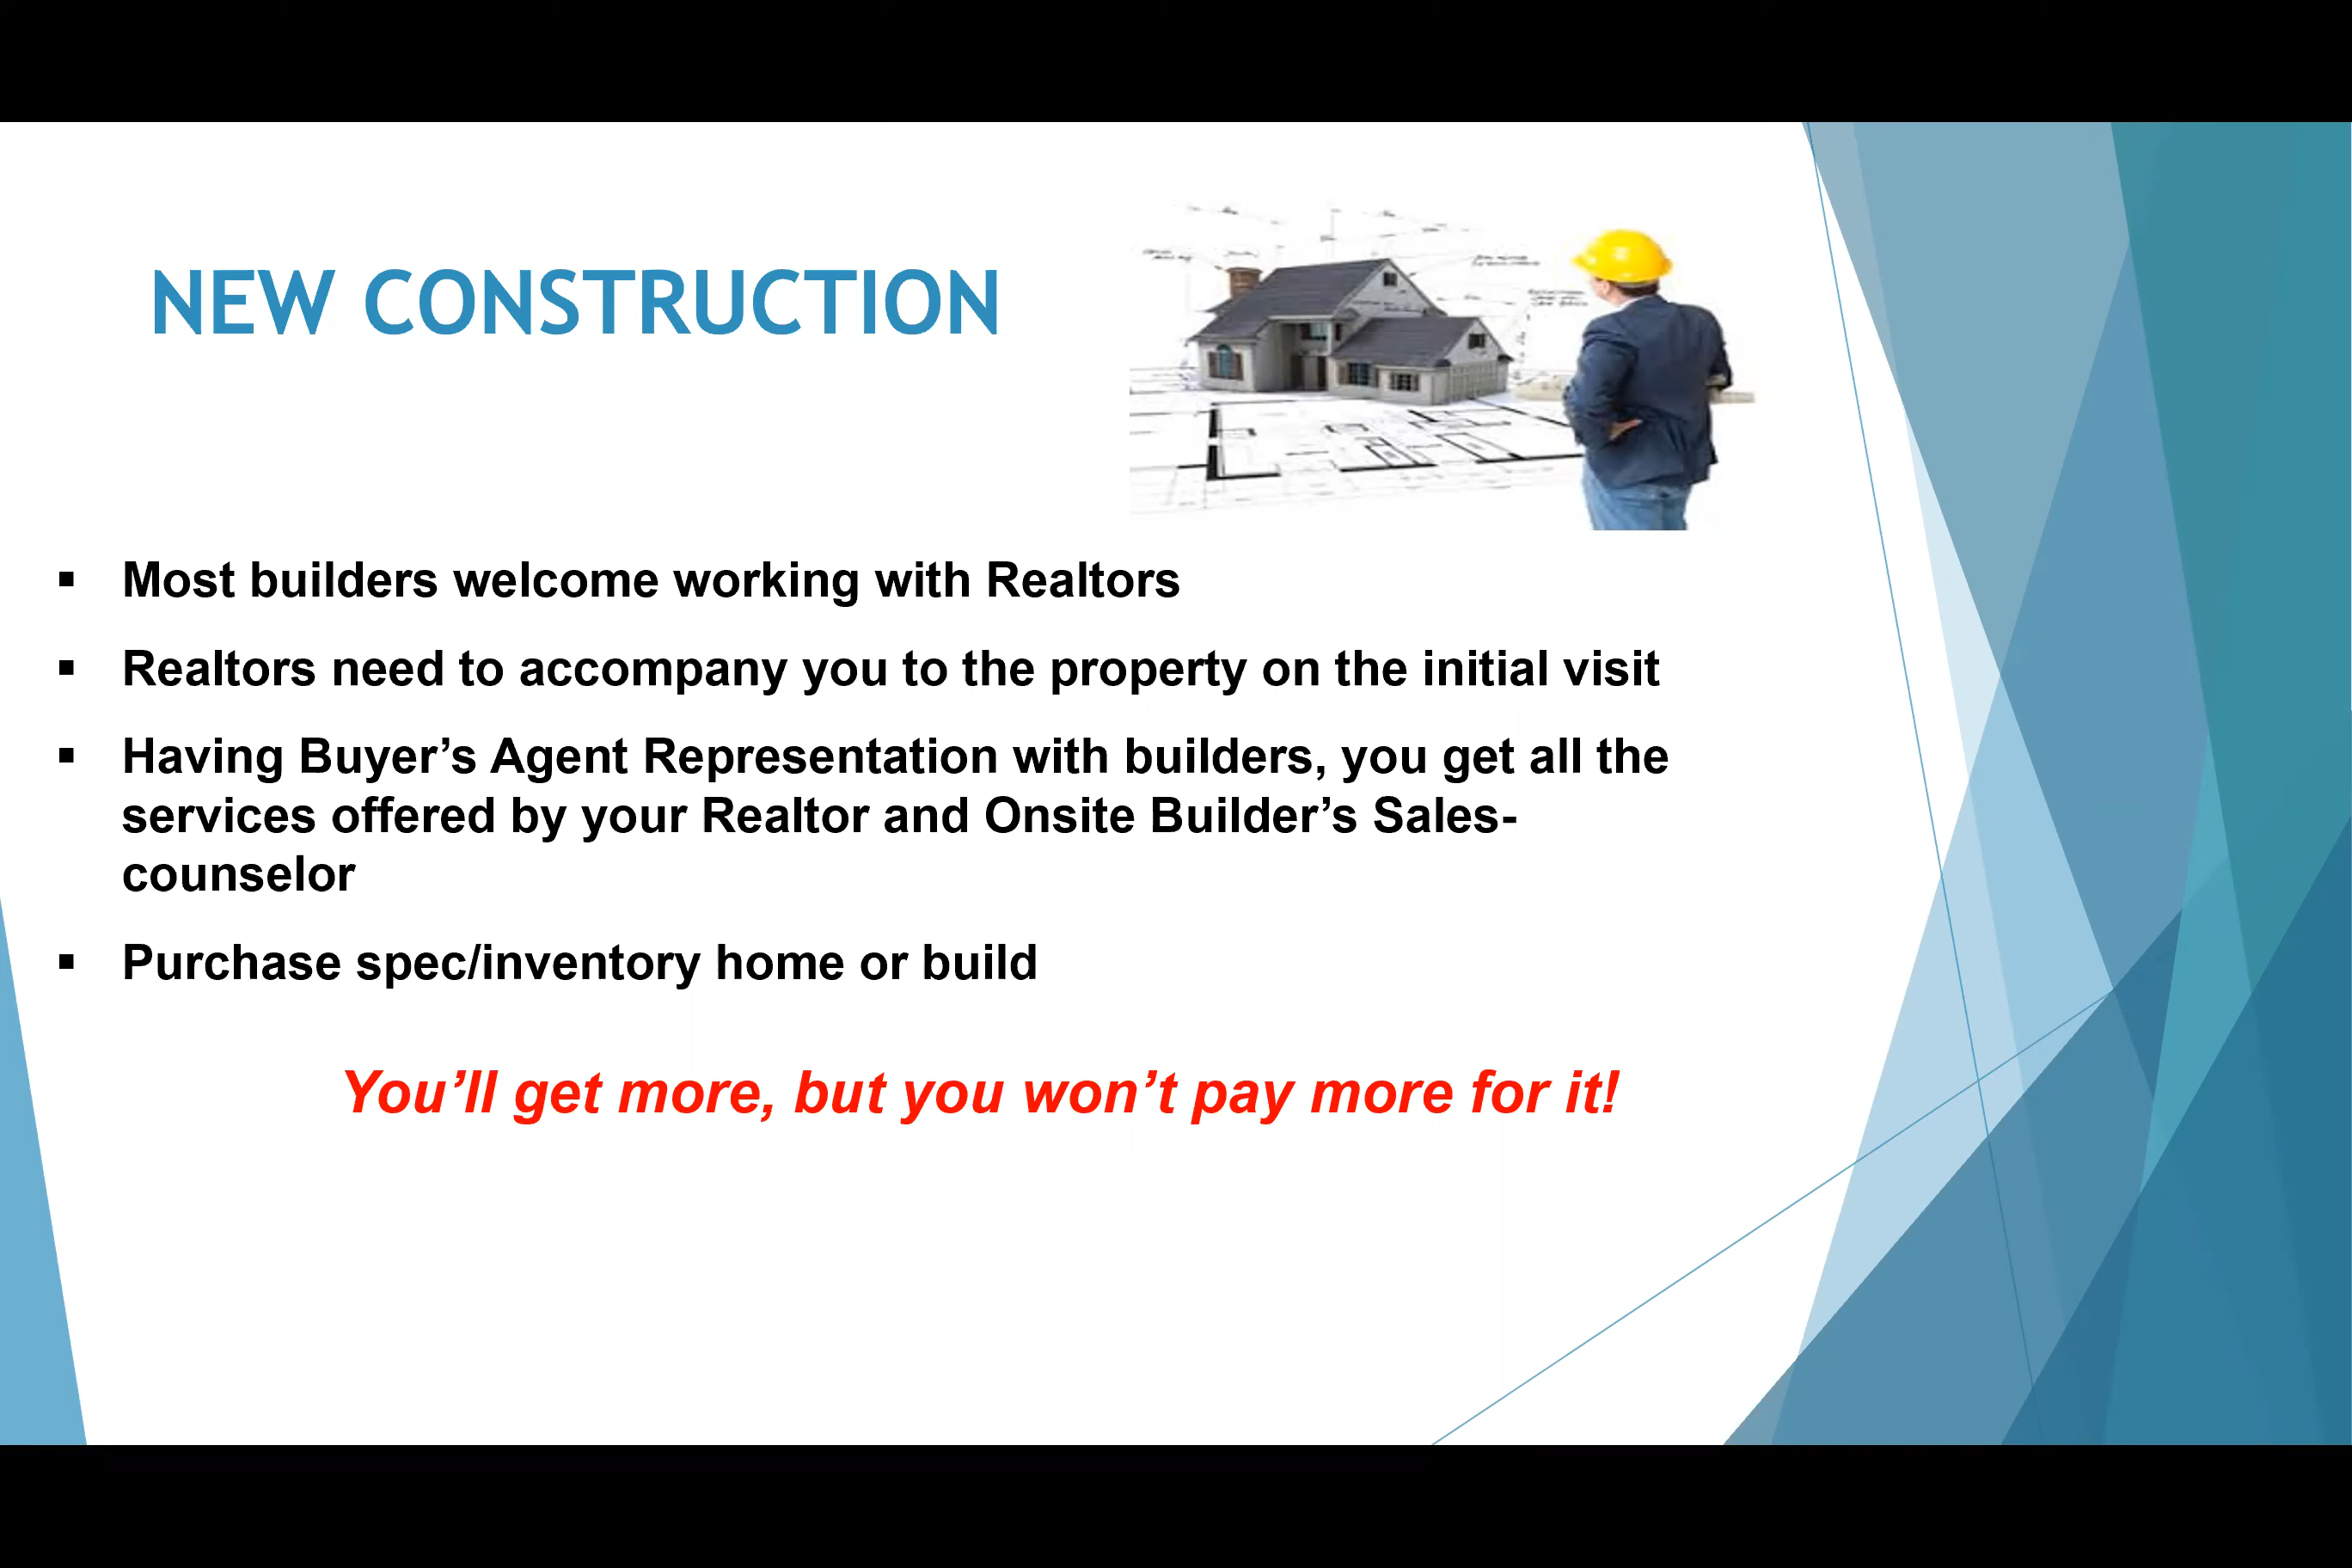 NEW CONSTRUCTION
▪ Most builders welcome working with Realtors
▪ Realtors need to accompany you to the property on the initial visit
▪ Having Buyer’s Agent Representation with builders, you get all the
services offered by your Realtor and Onsite Builder’s Sales-
counselor
▪ Purchase spec/inventory home or build
You’ll get more, but you won’t pay more for it!